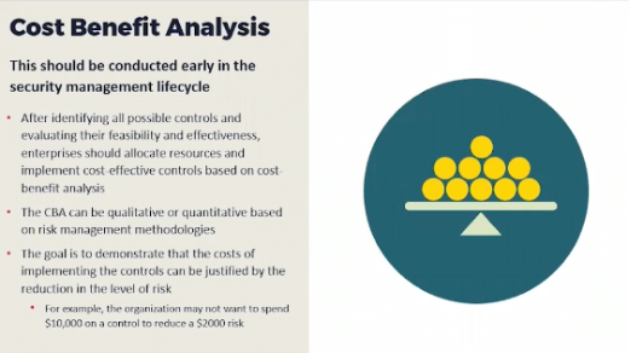 Cost Benefit Analysis
This should be conducted early in the
security management lifecycle
• After identifying all possible controls and
evaluating their feasibility and effectiveness,
enterprises should allocate resources and
implement cost-effective controls based on cost-
benefit analysis
• The CBA can be qualitative or quantitative based
on risk management methodologies
• The goal is to demonstrate that the costs of
implementing the controls can be justified by the
reduction in the level of risk
• For example, the organization may not want to spend
$10,000 on a control to reduce a $2000 risk